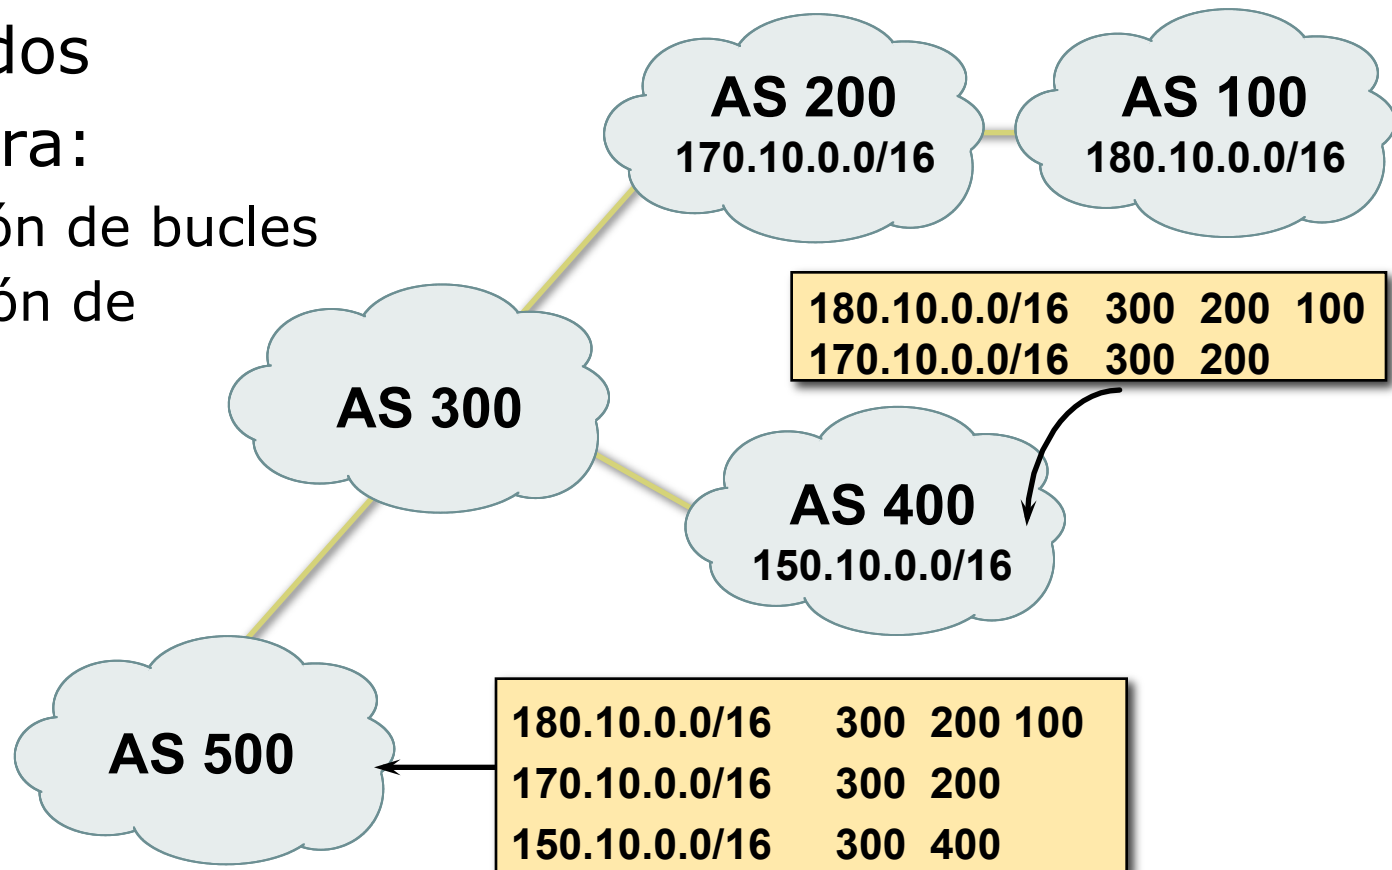 dos
ra:
ón de bucles
ón de
AS 200
170.10.0.0/16
AS 100
180.10.0.0/16
180.10.0.0/16 300 200 100
170.10.0.0/16 300 200
AS 300
AS 400
150.10.0.0/16
AS 500
180.10.0.0/16 300 200 100
170.10.0.0/16 300 200
150.10.0.0/16 300 400